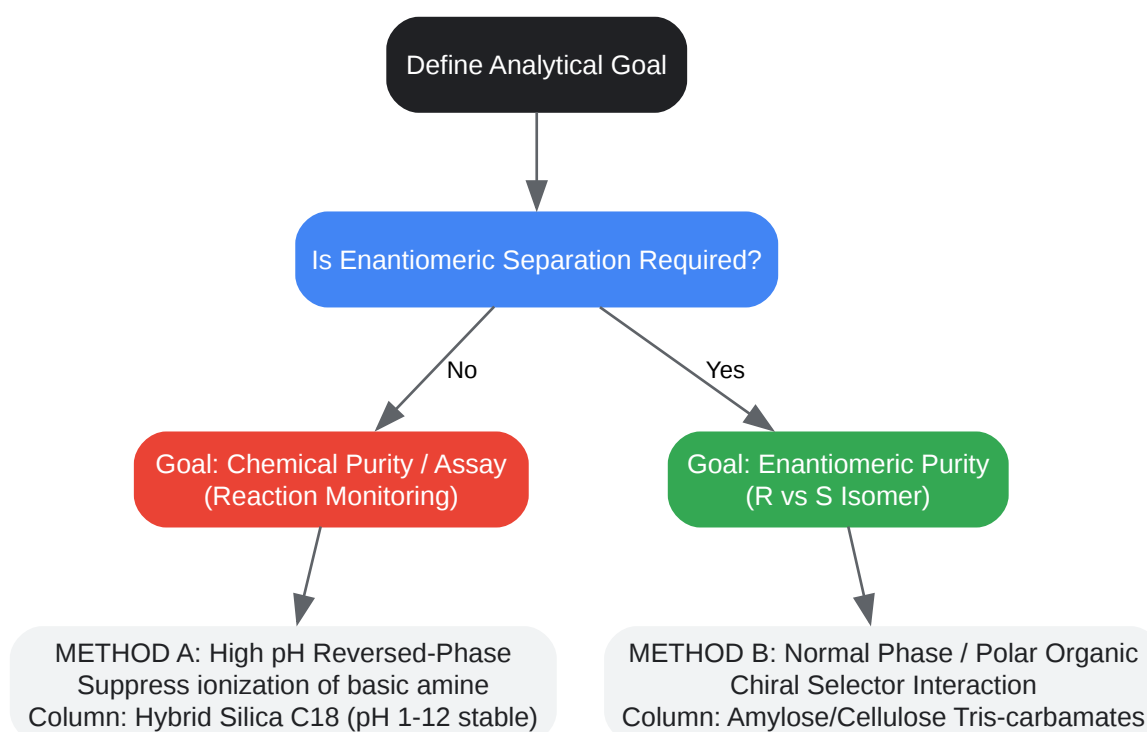 Define Analytical Goal
Is Enantiomeric Separation Required?
No
Yes
Goal: Chemical Purity / Assay
(Reaction Monitoring)
Goal: Enantiomeric Purity
(R vs S Isomer)
METHOD A: High pH Reversed-Phase
Suppress ionization of basic amine
Column: Hybrid Silica C18 (pH 1-12 stable)
METHOD B: Normal Phase / Polar Organic
Chiral Selector Interaction
Column: Amylose/Cellulose Tris-carbamates